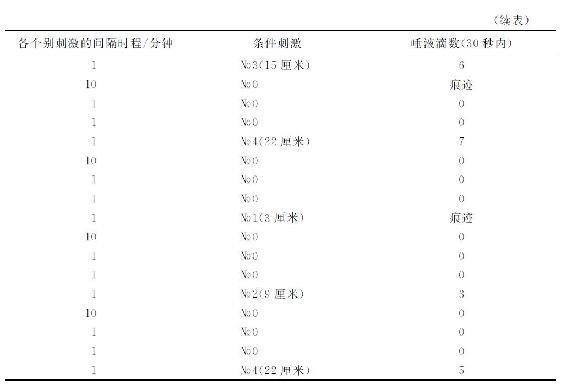 （续表）
各个别刺激的间隔时程/分钟 条件刺激 唾液滴数(30秒内)
1 №3(15厘米) 6
10 №0 痕迹
1 №0 0
1 №0 0
1 №4(22厘米) 7
10 №0 0
1 №0 0
1 №0 0
1 №1(3厘米) 痕迹
10 №0 0
1 №0 0
1 №0 0
1 №2(9厘米) 3
10 №0 0
1 №0 0
1 №0 0
1 №4(22厘米) 5